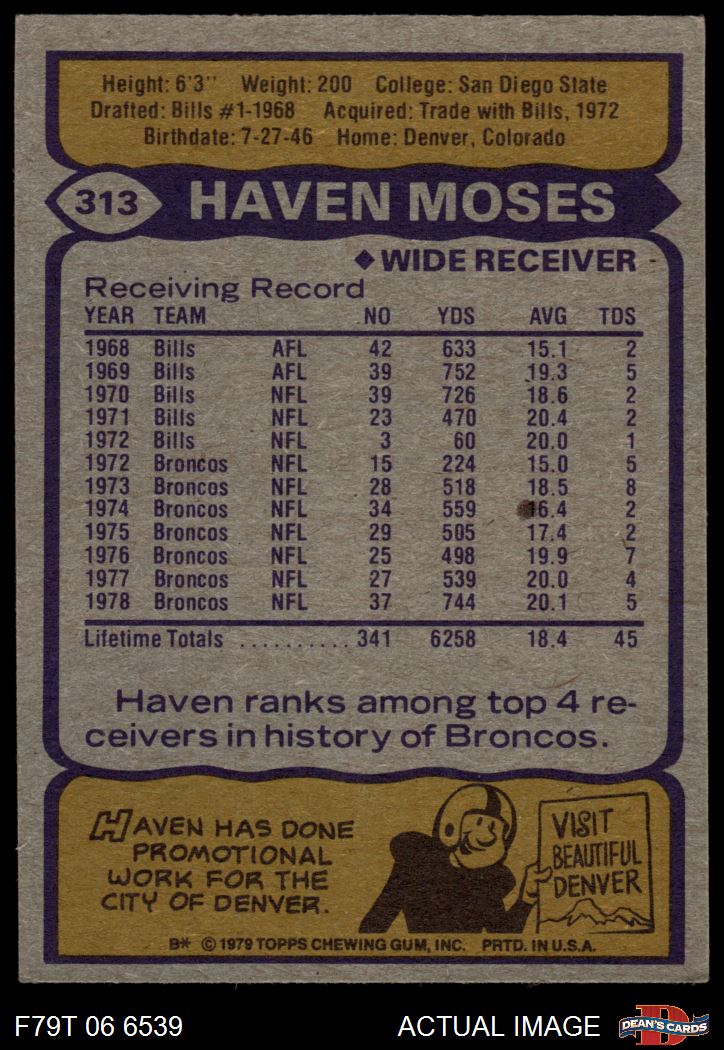 Height: 6'3" Weight: 200 College: San Diego State
Drafted: Bills #1-1968 Acquired: Trade with Bills, 1972
Birthdate: 7-27-46 Home: Denver, Colorado
313 HAVEN MOSES
◆ WIDE RECEIVER
Receiving Record
YEAR TEAM NO YDS AVG TDS
1968 Bills AFL 42 633 15.1 2
1969 Bills AFL 39 752 19.3 5
1970 Bills NFL 39 726 18.6 2
1971 Bills NFL 23 470 20.4 2
1972 Bills NFL 3 60 20.0 1
1972 Broncos NFL 15 224 15.0 5
1973 Broncos NFL 28 518 18.5 8
1974 Broncos NFL 34 559 16.4 2
1975 Broncos NFL 29 505 17.4 2
1976 Broncos NFL 25 498 19.9 7
1977 Broncos NFL 27 539 20.0 4
1978 Broncos NFL 37 744 20.1 5
Lifetime Totals .......... 341 6258 18.4 45
Haven ranks among top 4 re-
ceivers in history of Broncos.
HAVEN HAS DONE
PROMOTIONAL
WORK FOR THE
CITY OF DENVER.
VISIT
BEAUTIFUL
DENVER
B* © 1979 TOPPS CHEWING GUM, INC. PRTD. IN U.S.A.
F79T 06 6539 ACTUAL IMAGE D DEAN'S CARDS